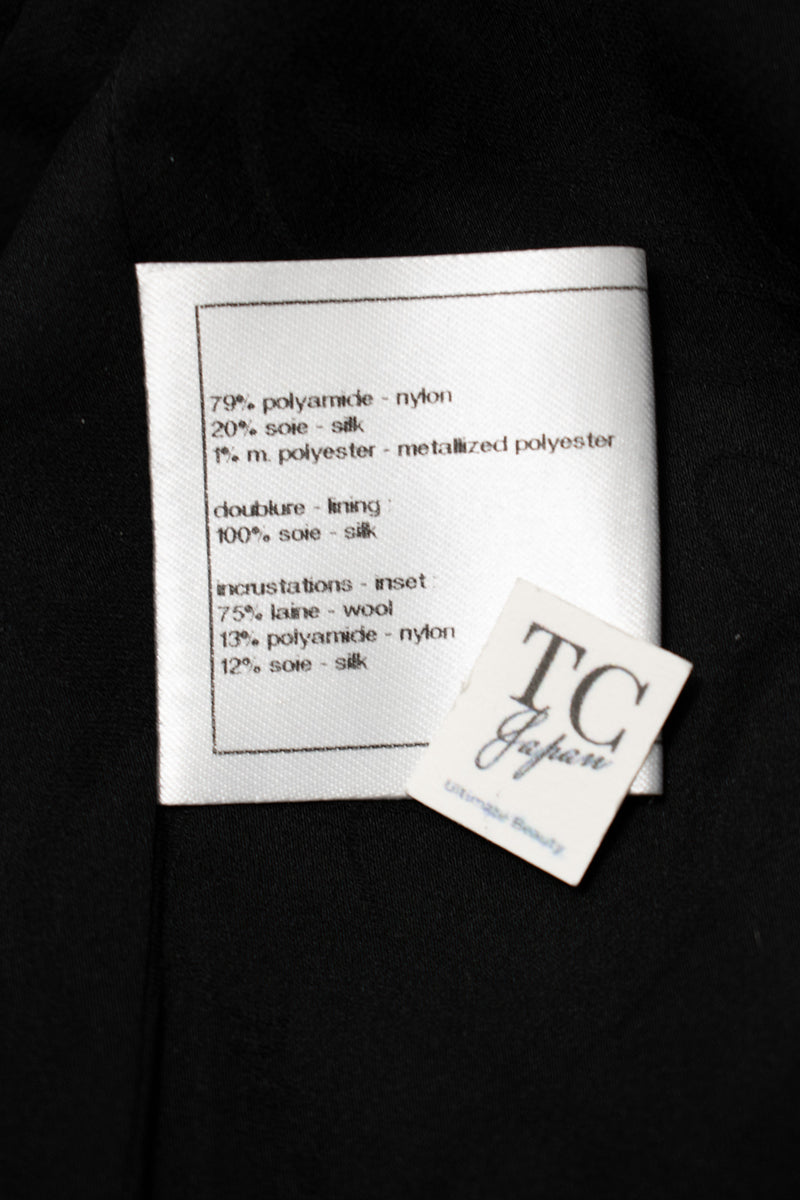 79% polyamide - nylon
20% soie - silk
1% m. polyester - metallized polyester
doublure - lining :
100% soie - silk
incrustations - inset :
75% laine - wool
13% polyamide - nylon
12% soie - silk
TC
Japan
Ultimate Beauty